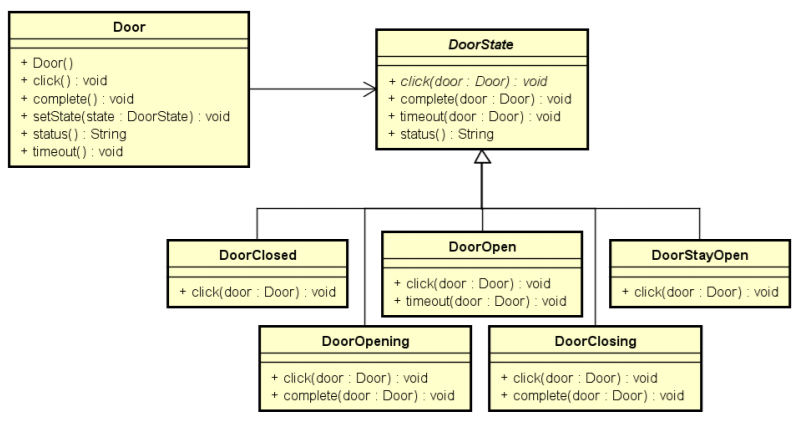 Door
+ Door()
+ click() : void
+ complete() : void
+ setState(state : DoorState) : void
+ status() : String
+ timeout() : void
DoorState
+ click(door : Door) : void
+ complete(door : Door) : void
+ timeout(door : Door) : void
+ status() : String
DoorClosed
+ click(door : Door) : void
DoorOpen
+ click(door : Door) : void
+ timeout(door : Door) : void
DoorStayOpen
+ click(door : Door) : void
DoorOpening
+ click(door : Door) : void
+ complete(door : Door) : void
DoorClosing
+ click(door : Door) : void
+ complete(door : Door) : void